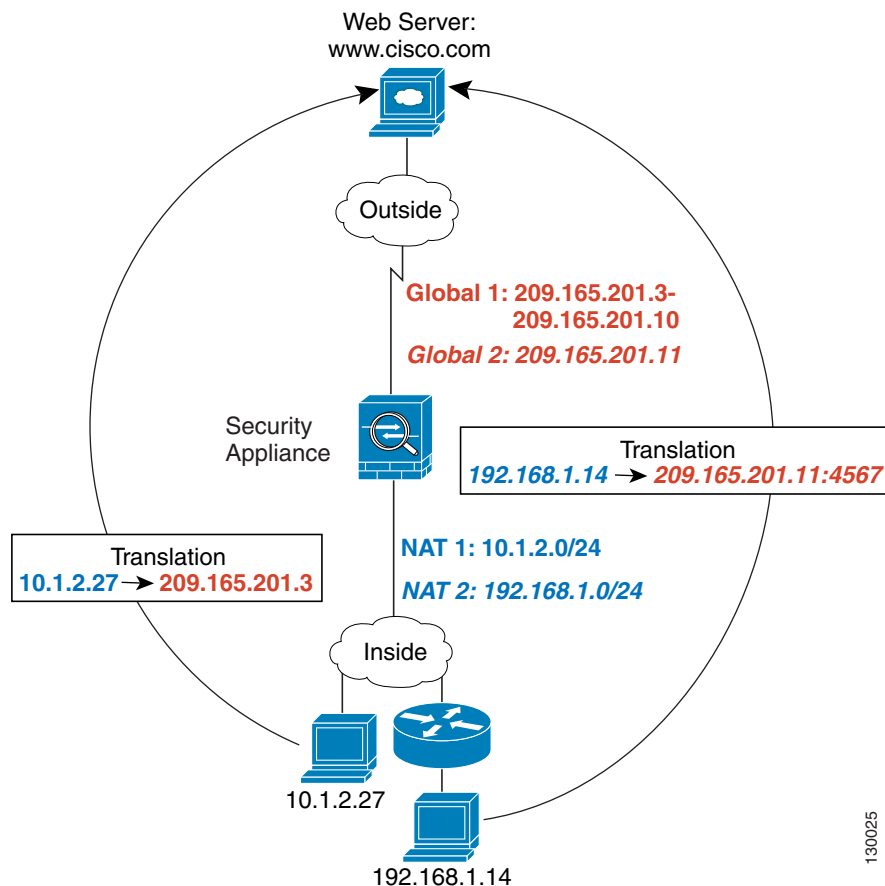 Web Server:
www.cisco.com
Outside
Global 1: 209.165.201.3-
209.165.201.10
Global 2: 209.165.201.11
Security
Appliance
Translation
192.168.1.14 209.165.201.11:4567
Translation
10.1.2.27 209.165.201.3
NAT 1: 10.1.2.0/24
NAT 2: 192.168.1.0/24
Inside
10.1.2.27
192.168.1.14
130025